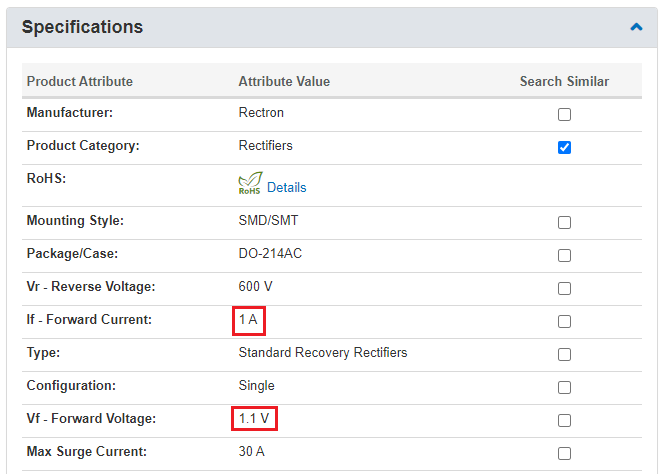 Specifications
Product Attribute Attribute Value Search Similar
Manufacturer: Rectron
Product Category: Rectifiers
RoHS: RoHS Details
Mounting Style: SMD/SMT
Package/Case: DO-214AC
Vr - Reverse Voltage: 600 V
If - Forward Current: 1 A
Type: Standard Recovery Rectifiers
Configuration: Single
Vf - Forward Voltage: 1.1 V
Max Surge Current: 30 A